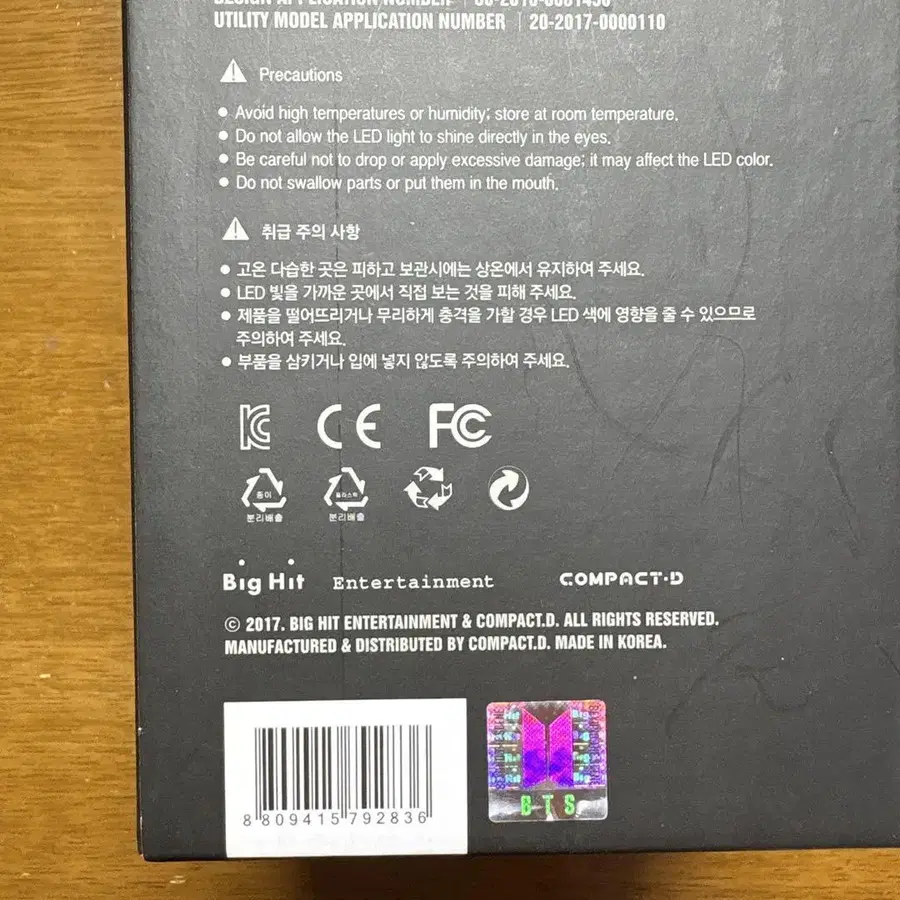 UTILITY MODEL APPLICATION NUMBER | 20-2017-0000110
Precautions
● Avoid high temperatures or humidity; store at room temperature.
● Do not allow the LED light to shine directly in the eyes.
● Be careful not to drop or apply excessive damage; it may affect the LED color.
● Do not swallow parts or put them in the mouth.
취급 주의 사항
● 고온 다습한 곳은 피하고 보관시에는 상온에서 유지하여 주세요.
● LED 빛을 가까운 곳에서 직접 보는 것을 피해 주세요.
● 제품을 떨어뜨리거나 무리하게 충격을 가할 경우 LED 색에 영향을 줄 수 있으므로
주의하여 주세요.
● 부품을 삼키거나 입에 넣지 않도록 주의하여 주세요.
KC CE FC
종이 플라스틱
분리배출 분리배출
Big Hit Entertainment COMPACT·D
© 2017. BIG HIT ENTERTAINMENT & COMPACT.D. ALL RIGHTS RESERVED.
MANUFACTURED & DISTRIBUTED BY COMPACT.D. MADE IN KOREA.
8 809415 792836
BTS